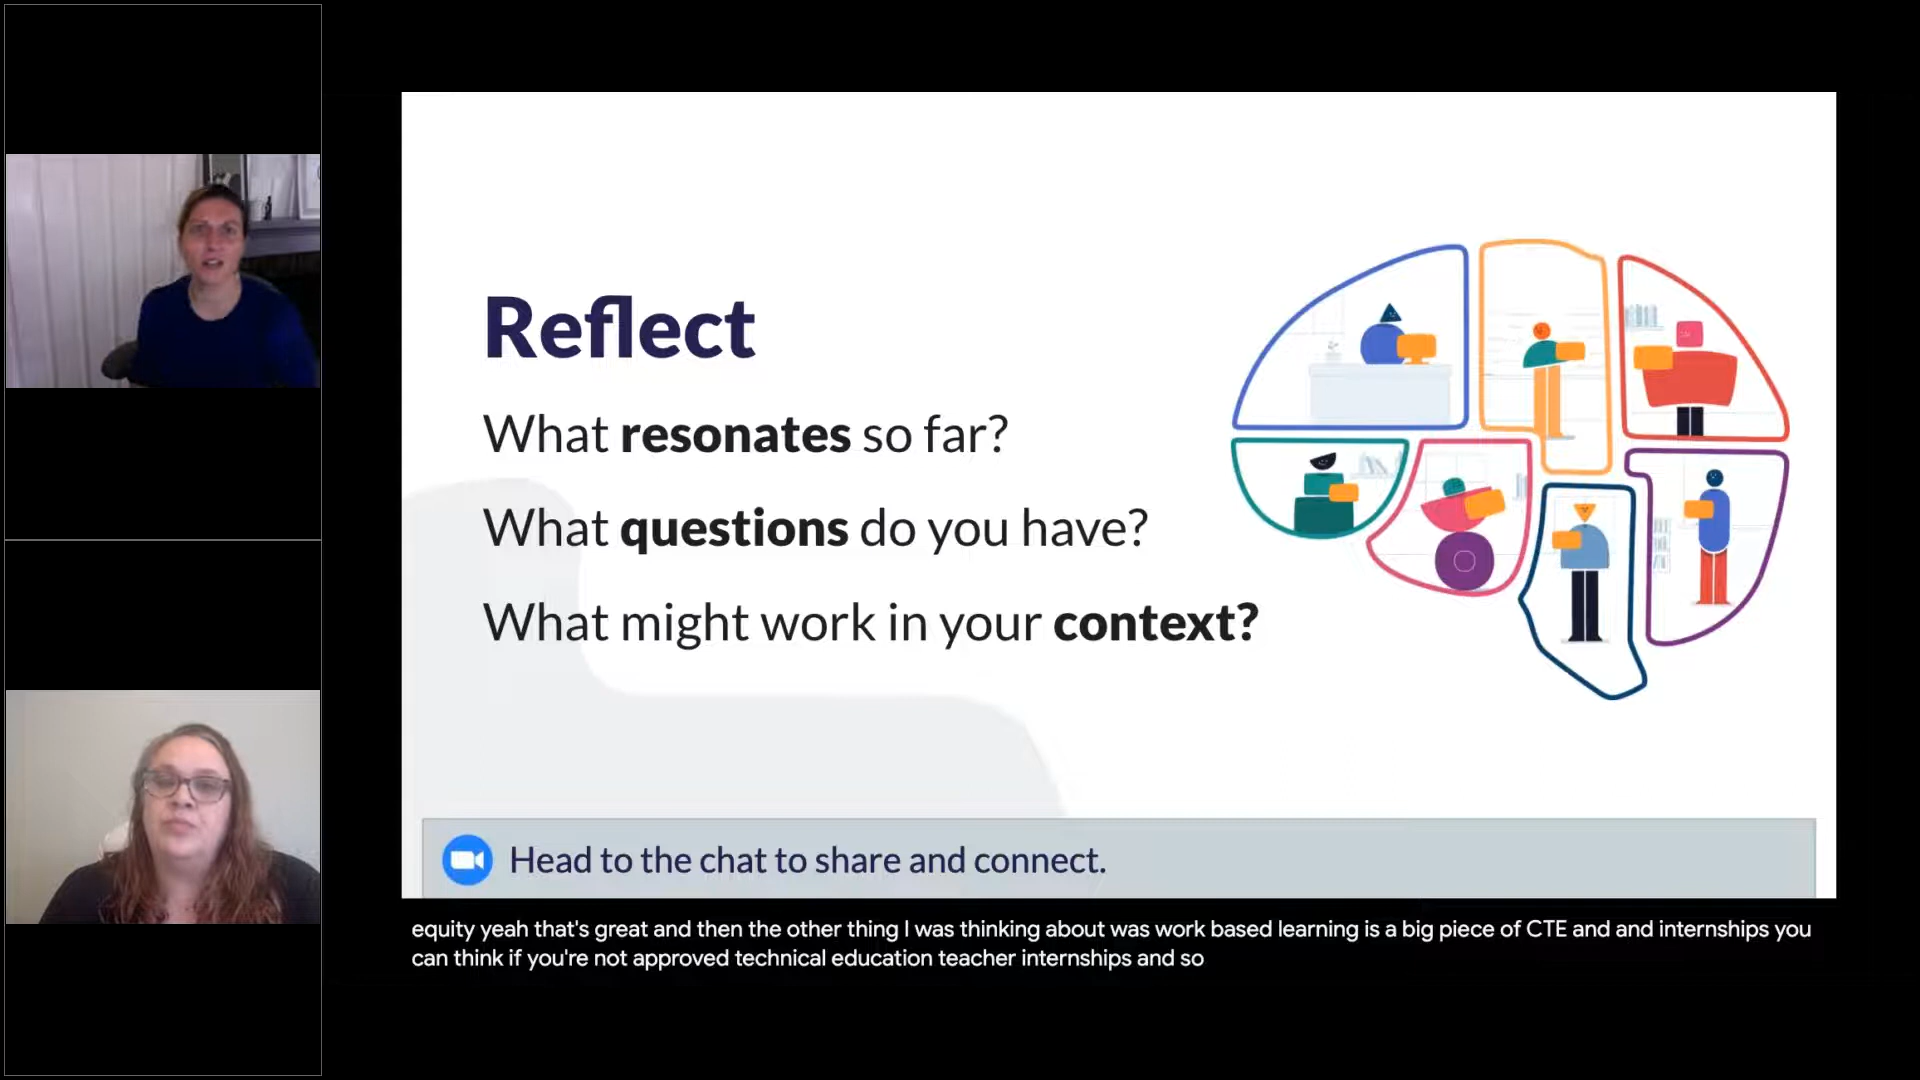 Reflect
What resonates so far?
What questions do you have?
What might work in your context?
Head to the chat to share and connect.
equity yeah that's great and then the other thing I was thinking about was work based learning is a big piece of CTE and and internships you
can think if you're not approved technical education teacher internships and so